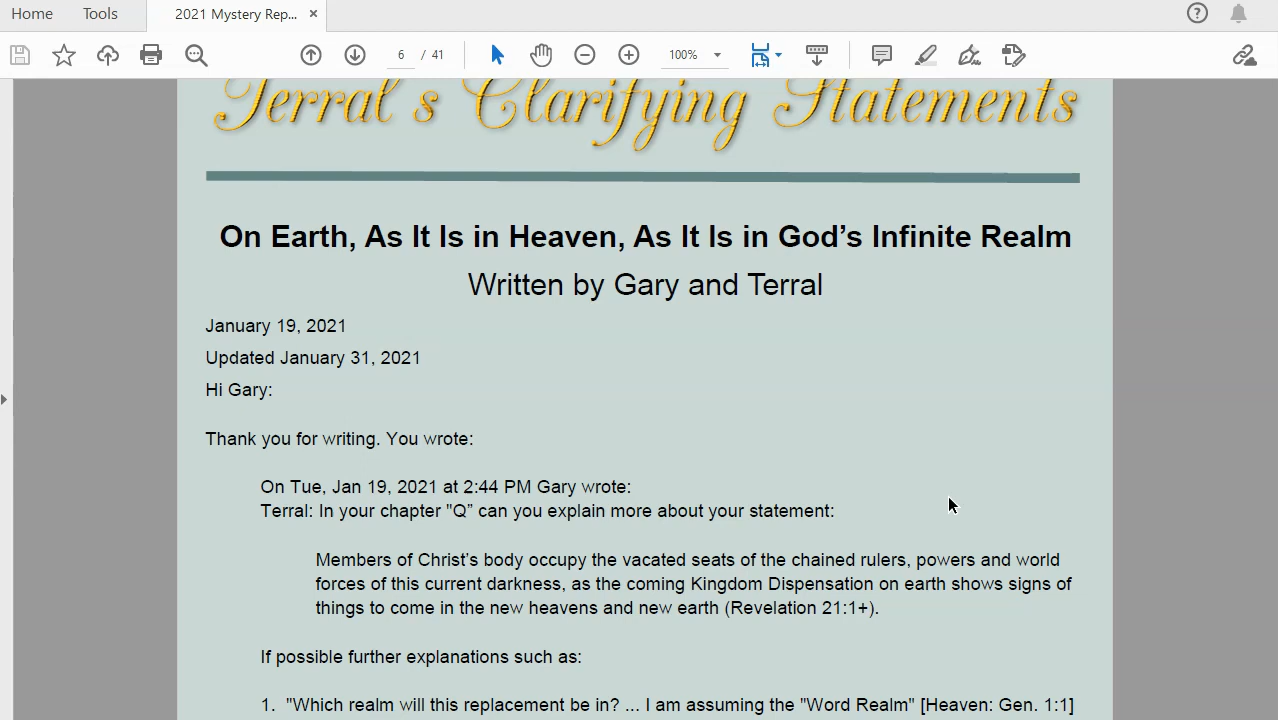 Home Tools 2021 Mystery Rep... ×
6 / 41 100%
Terral's Clarifying Statements
On Earth, As It Is in Heaven, As It Is in God’s Infinite Realm
Written by Gary and Terral
January 19, 2021
Updated January 31, 2021
Hi Gary:
Thank you for writing. You wrote:
On Tue, Jan 19, 2021 at 2:44 PM Gary wrote:
Terral: In your chapter "Q” can you explain more about your statement:
Members of Christ’s body occupy the vacated seats of the chained rulers, powers and world
forces of this current darkness, as the coming Kingdom Dispensation on earth shows signs of
things to come in the new heavens and new earth (Revelation 21:1+).
If possible further explanations such as:
1. "Which realm will this replacement be in? ... I am assuming the "Word Realm" [Heaven: Gen. 1:1]